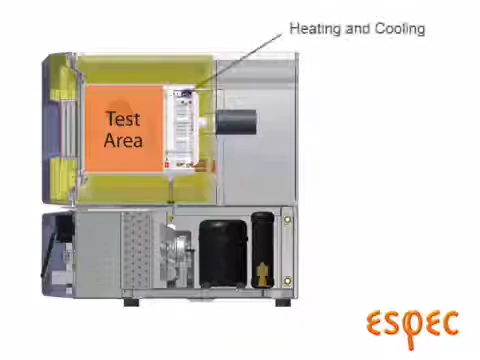 Heating and Cooling
Test
Area
ESPEC